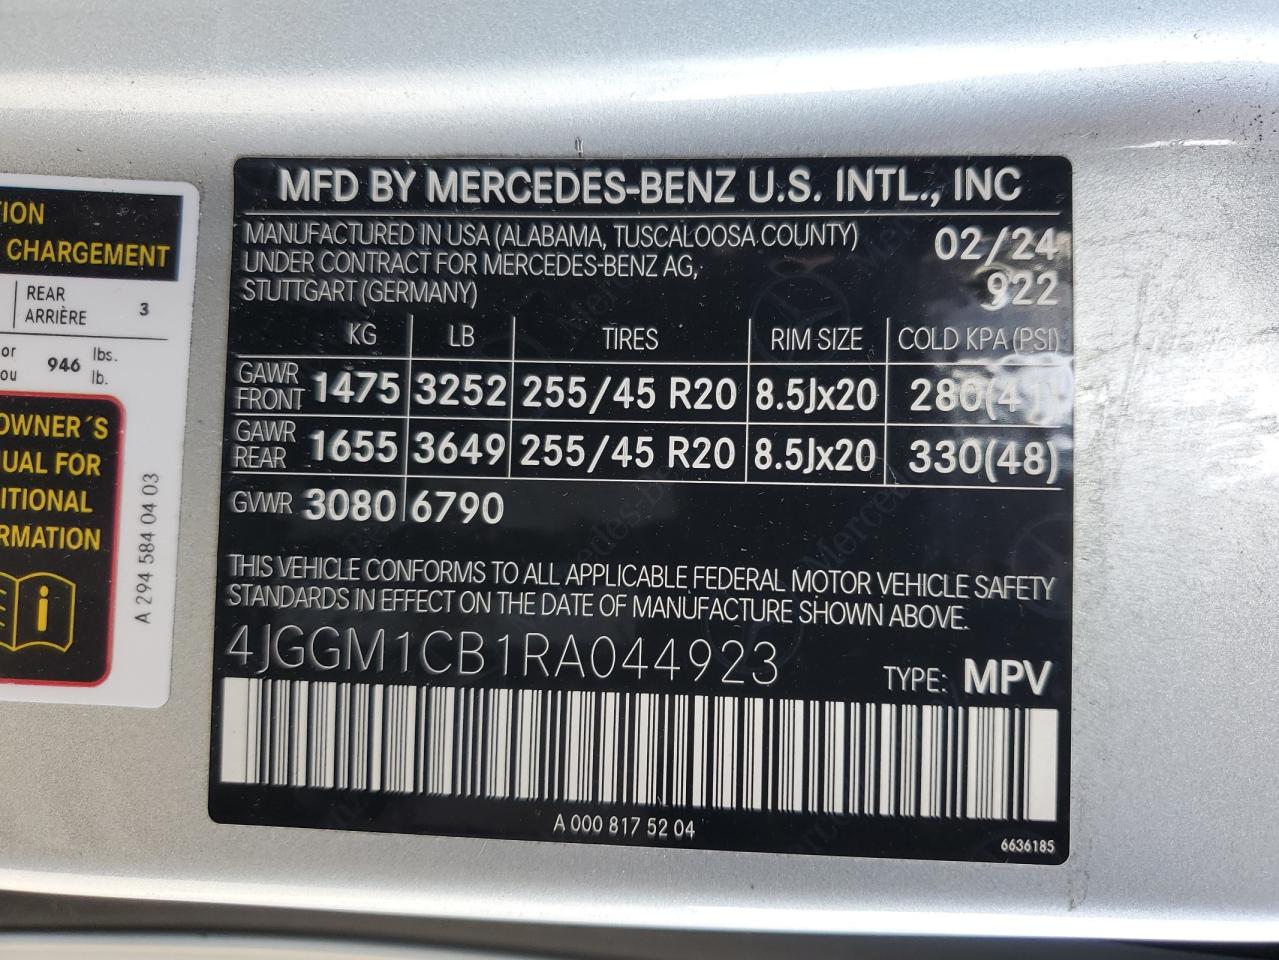 TION
CHARGEMENT
REAR
ARRIÈRE 3
or
ou 946 lbs.
lb.
OWNER´S
UAL FOR
ITIONAL
RMATION
i
A 294 584 04 03
MFD BY MERCEDES-BENZ U.S. INTL., INC
MANUFACTURED IN USA (ALABAMA, TUSCALOOSA COUNTY) 02/24
UNDER CONTRACT FOR MERCEDES-BENZ AG,
STUTTGART (GERMANY) 922
KG LB TIRES RIM SIZE COLD KPA (PSI)
GAWR
FRONT 1475 3252 255/45 R20 8.5Jx20 280(41)
GAWR
REAR 1655 3649 255/45 R20 8.5Jx20 330(48)
GVWR 3080 6790
THIS VEHICLE CONFORMS TO ALL APPLICABLE FEDERAL MOTOR VEHICLE SAFETY
STANDARDS IN EFFECT ON THE DATE OF MANUFACTURE SHOWN ABOVE.
4JGGM1CB1RA044923 TYPE: MPV
A 000 817 52 04
6636185